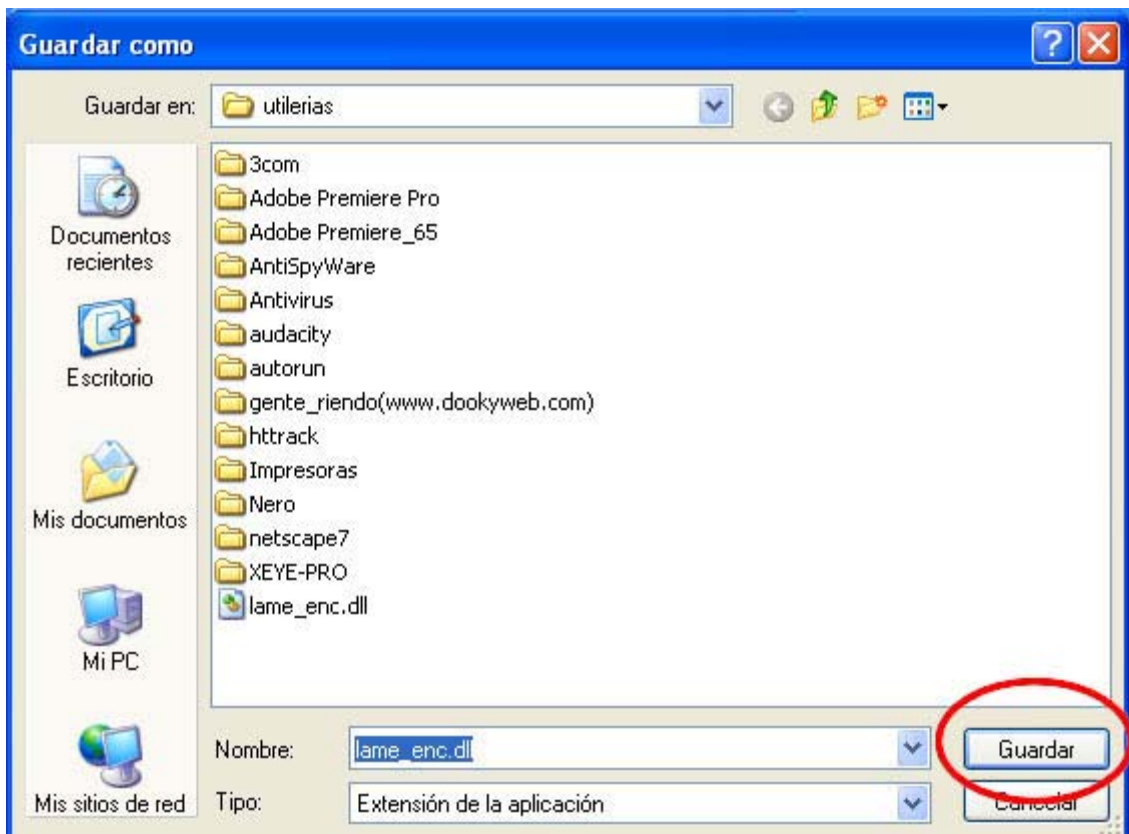 Guardar como
Guardar en: utilerias
Documentos
recientes
Escritorio
Mis documentos
Mi PC
Mis sitios de red
3com
Adobe Premiere Pro
Adobe Premiere_65
AntiSpyWare
Antivirus
audacity
autorun
gente_riendo(www.dookyweb.com)
httrack
Impresoras
Nero
netscape7
XEYE-PRO
lame_enc.dll
Nombre: lame_enc.dll Guardar
Tipo: Extensión de la aplicación Cancelar